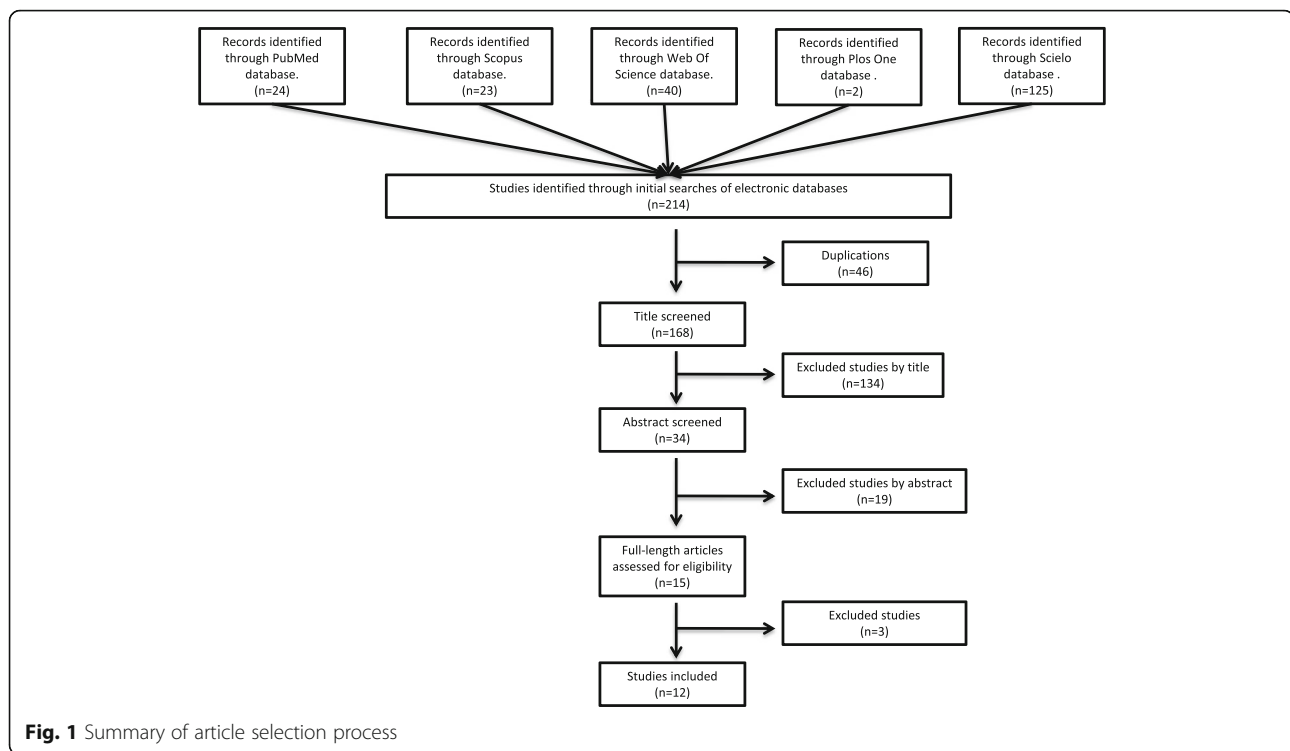 Records identified
through PubMed
database.
(n=24)
Records identified
through Scopus
database.
(n=23)
Records identified
through Web Of
Science database.
(n=40)
Records identified
through Plos One
database .
(n=2)
Records identified
through Scielo
database .
(n=125)
Studies identified through initial searches of electronic databases
(n=214)
Duplications
(n=46)
Title screened
(n=168)
Excluded studies by title
(n=134)
Abstract screened
(n=34)
Excluded studies by abstract
(n=19)
Full-length articles
assessed for eligibility
(n=15)
Excluded studies
(n=3)
Studies included
(n=12)
Fig. 1 Summary of article selection process